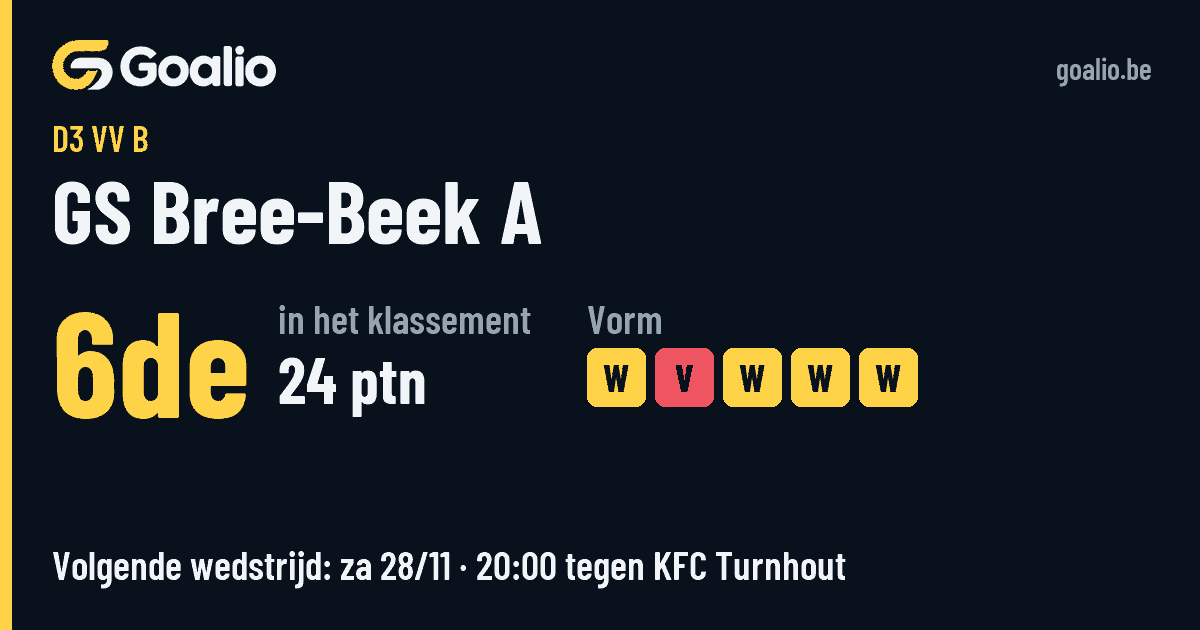 Goalio
goalio.be
D3 VV B
GS Bree-Beek A
6de
in het klassement
24 ptn
Vorm
W V W W W
Volgende wedstrijd: za 28/11 · 20:00 tegen KFC Turnhout